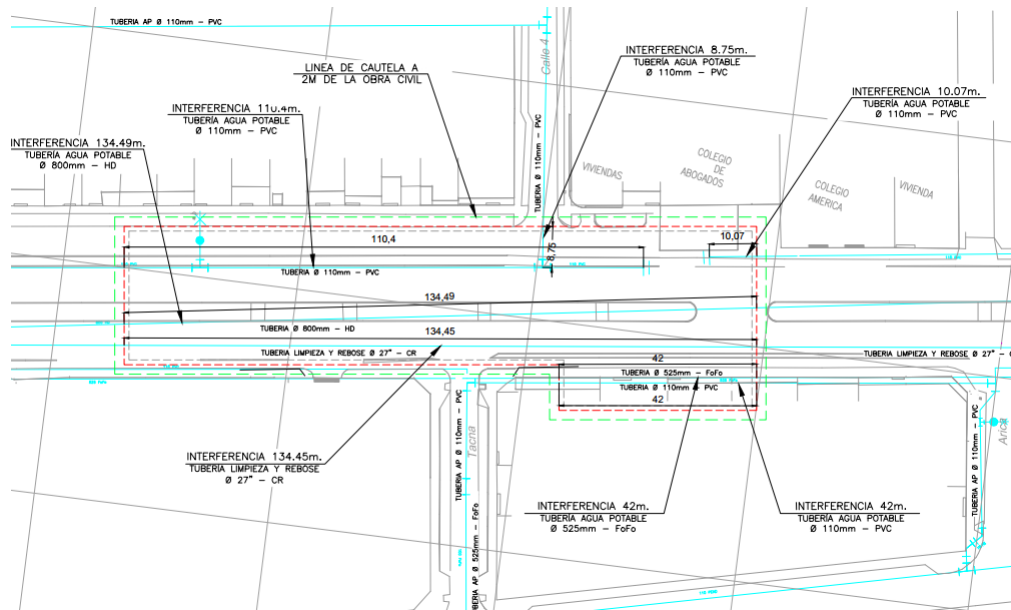 TUBERIA AP Ø 110mm - PVC
Calle 4
LINEA DE CAUTELA A
2M DE LA OBRA CIVIL
INTERFERENCIA 8.75m.
TUBERÍA AGUA POTABLE
Ø 110mm - PVC
INTERFERENCIA 110.4m.
TUBERÍA AGUA POTABLE
Ø 110mm - PVC
INTERFERENCIA 10.07m.
TUBERÍA AGUA POTABLE
Ø 110mm - PVC
INTERFERENCIA 134.49m.
TUBERÍA AGUA POTABLE
Ø 800mm - HD
TUBERIA Ø 110mm - PVC
VIVIENDAS
COLEGIO
DE
ABOGADOS
COLEGIO
AMERICA
VIVIENDA
110,4
8,75
10,07
TUBERIA Ø 110mm - PVC
134,49
TUBERIA Ø 800mm - HD
134,45
TUBERIA LIMPIEZA Y REBOSE Ø 27" - CR
TUBERIA LIMPIEZA Y REBOSE Ø 27" - C
42
TUBERIA Ø 525mm - FoFo
TUBERIA Ø 110mm - PVC
42
TUBERIA AP Ø 110mm - PVC
Tacna
TUBERIA AP Ø 110mm - PVC
Arica
INTERFERENCIA 134.45m.
TUBERÍA LIMPIEZA Y REBOSE
Ø 27" - CR
INTERFERENCIA 42m.
TUBERÍA AGUA POTABLE
Ø 525mm - FoFo
INTERFERENCIA 42m.
TUBERÍA AGUA POTABLE
Ø 110mm - PVC
TUBERIA AP Ø 525mm - FoFo